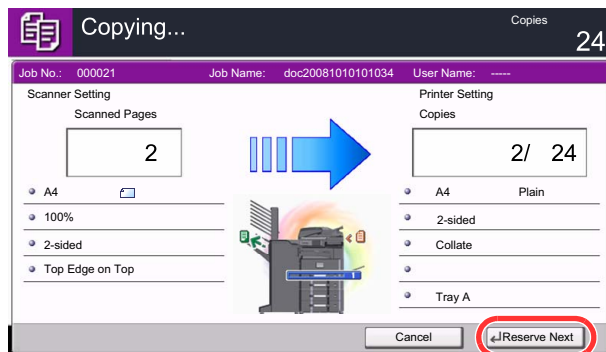 Copying...
Copies
24
Job No.: 000021 Job Name: doc20081010101034 User Name: -----
Scanner Setting
Scanned Pages
2
A4
100%
2-sided
Top Edge on Top
Printer Setting
Copies
2/ 24
A4 Plain
2-sided
Collate
Tray A
Cancel
Reserve Next